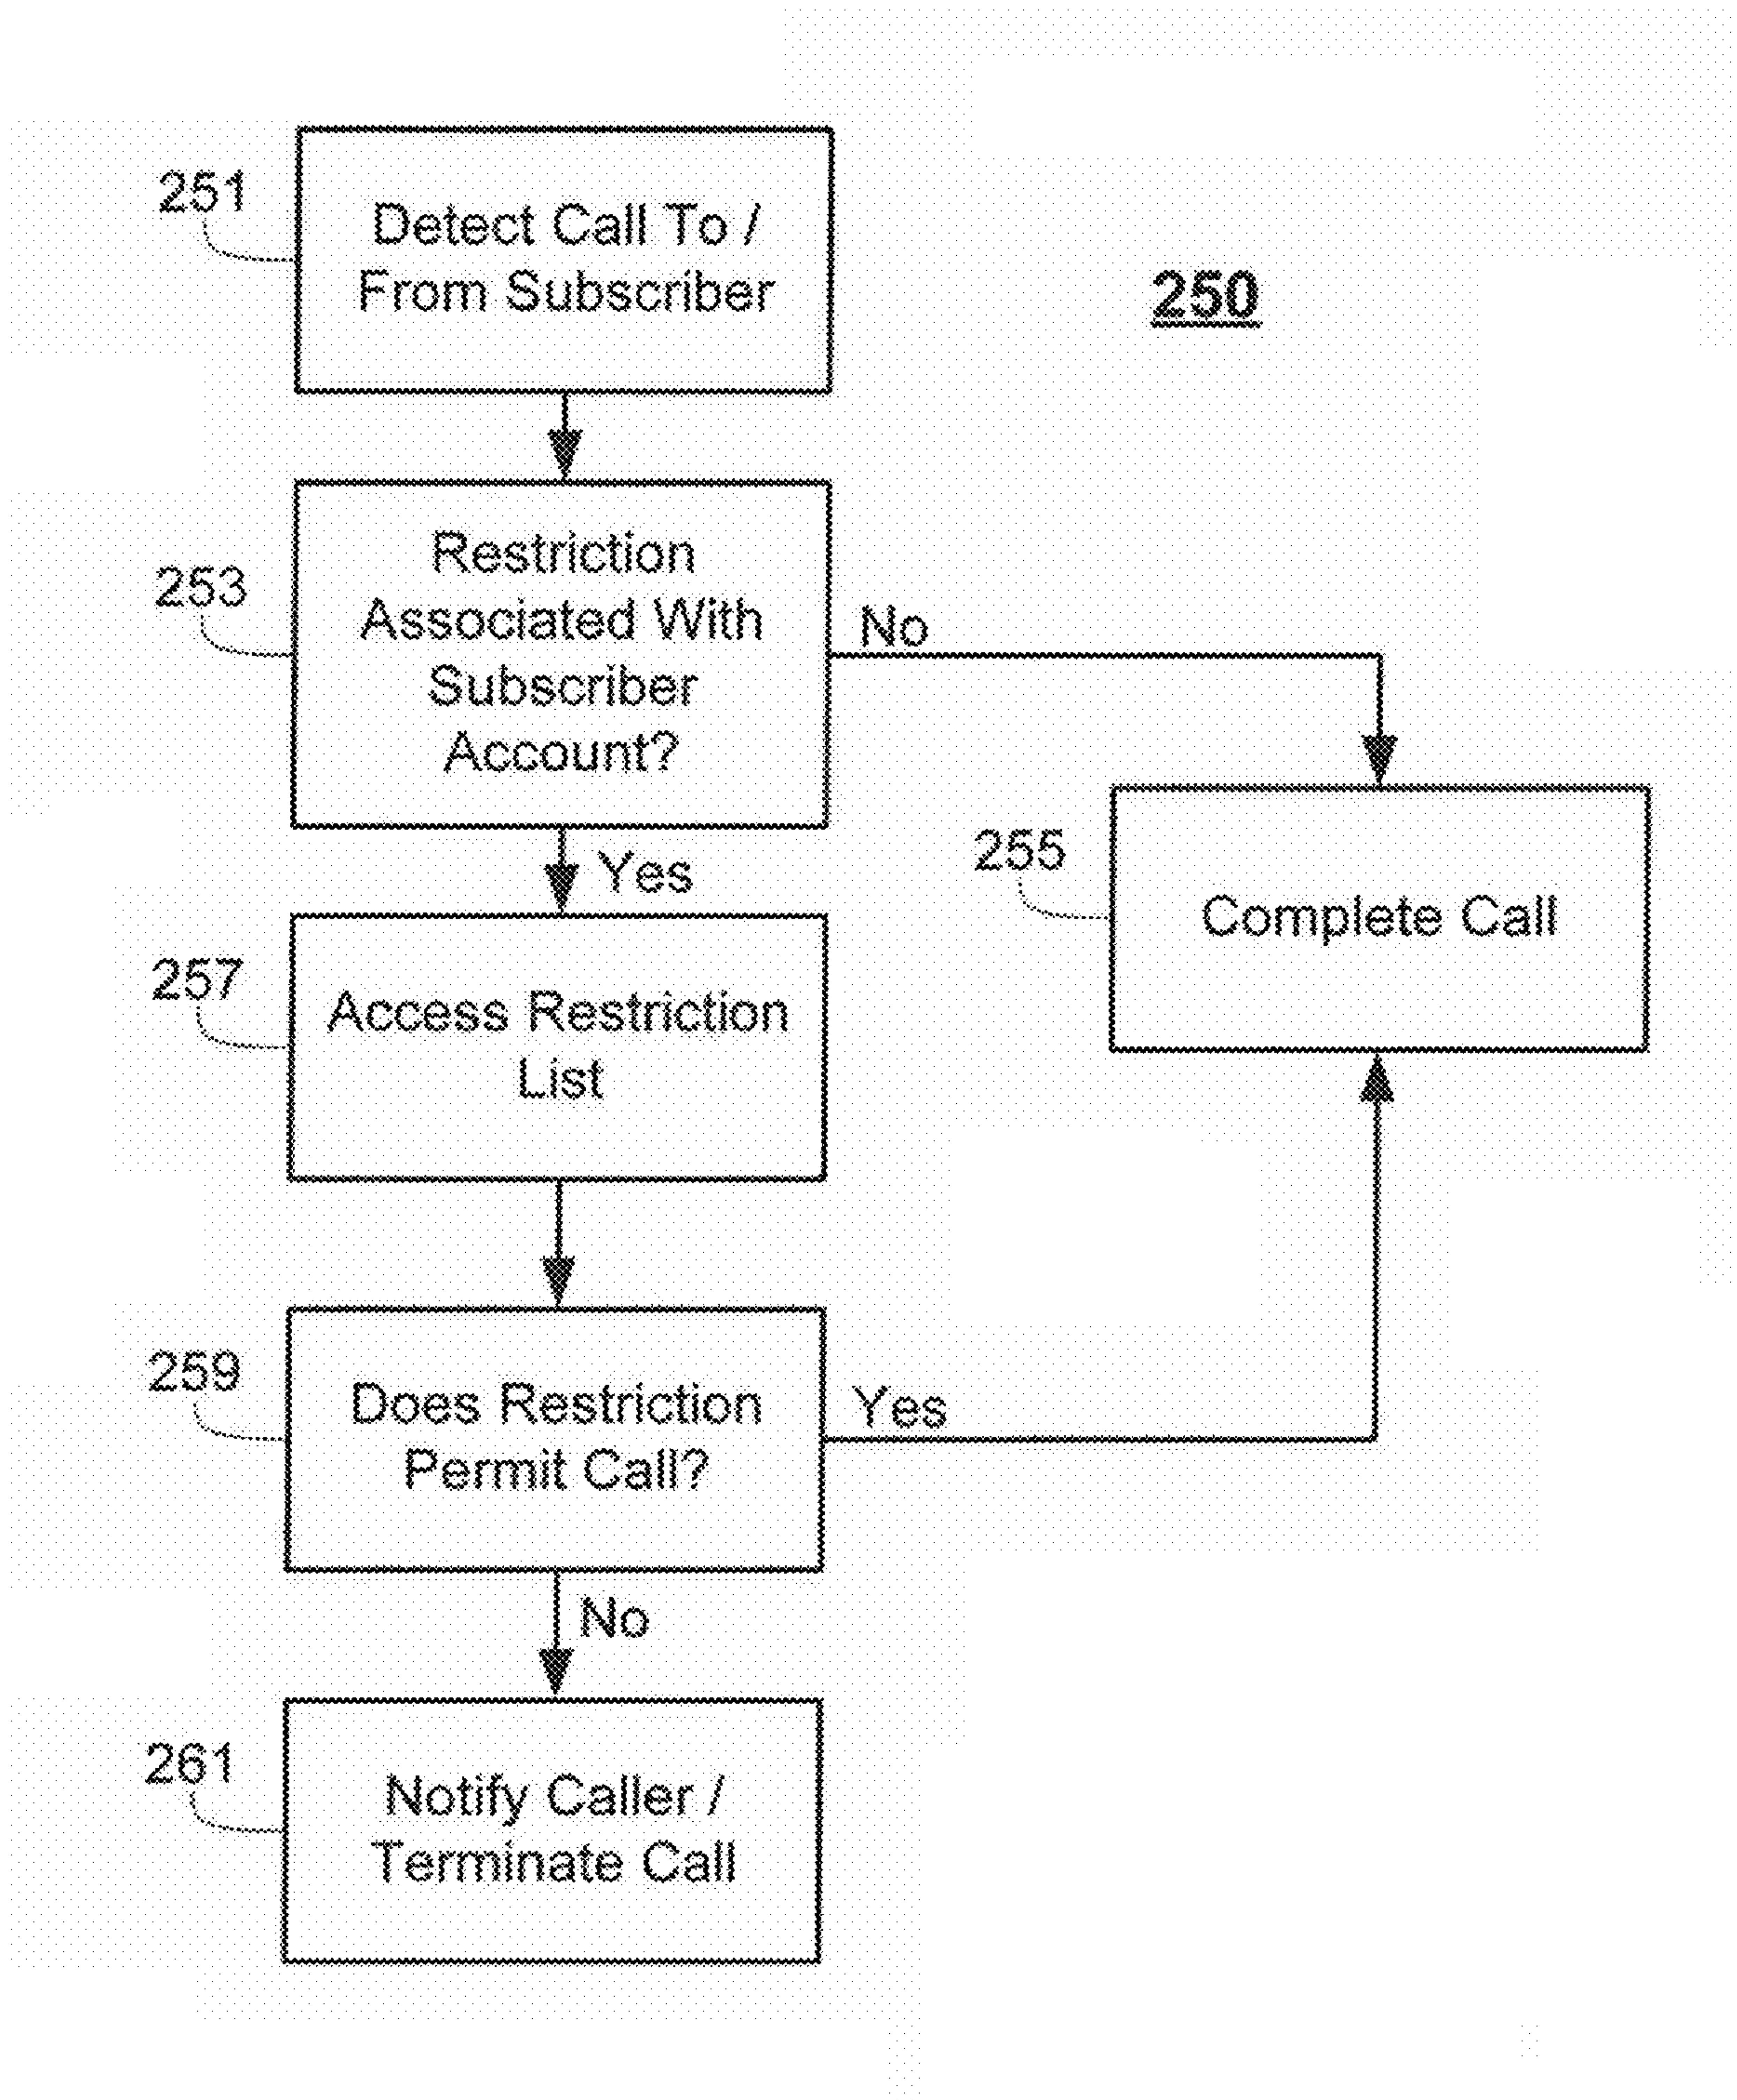 251
Detect Call To /
From Subscriber
250
253
Restriction
Associated With
Subscriber
Account?
No
Yes
255
Complete Call
257
Access Restriction
List
259
Does Restriction
Permit Call?
Yes
No
261
Notify Caller /
Terminate Call